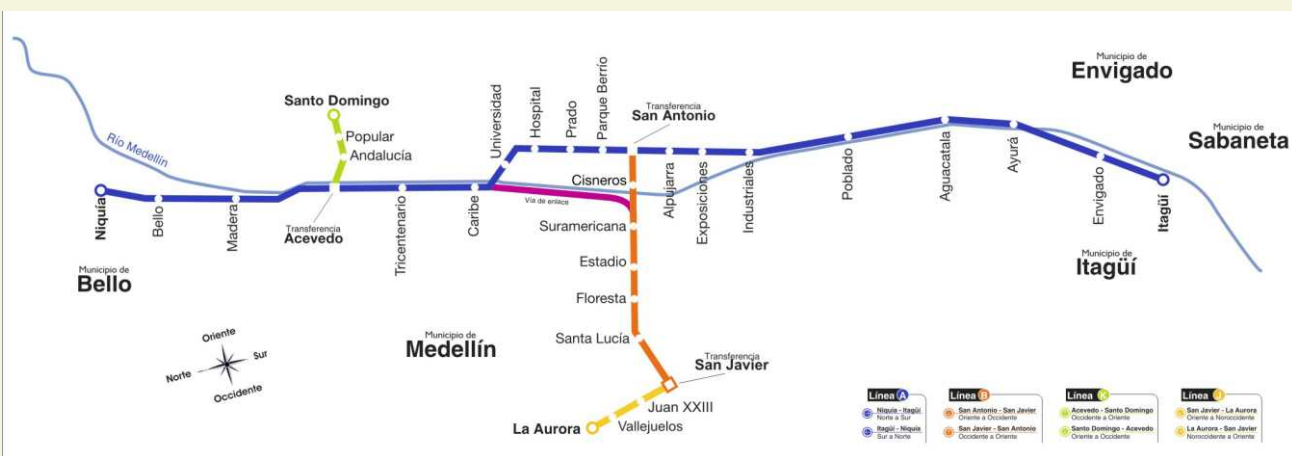 Municipio de
Envigado
Municipio de
Sabaneta
Río Medellín
Santo Domingo
Popular
Andalucía
Universidad
Hospital
Prado
Parque Berrío
Transferencia
San Antonio
Niquía
Bello
Madera
Transferencia
Acevedo
Tricentenario
Caribe
Vía de enlace
Cisneros
Suramericana
Estadio
Floresta
Santa Lucía
Alpujarra
Exposiciones
Industriales
Poblado
Aguacatala
Ayurá
Envigado
Itagüí
Municipio de
Bello
Municipio de
Itagüí
Municipio de
Medellín
Oriente
Sur
Norte
Occidente
Transferencia
San Javier
Juan XXIII
Vallejuelos
La Aurora
Línea A
Niquía - Itagüí
Norte a Sur
Itagüí - Niquía
Sur a Norte
Línea B
San Antonio - San Javier
Oriente a Occidente
San Javier - San Antonio
Occidente a Oriente
Línea K
Acevedo - Santo Domingo
Occidente a Oriente
Santo Domingo - Acevedo
Oriente a Occidente
Línea J
San Javier - La Aurora
Oriente a Noroccidente
La Aurora - San Javier
Noroccidente a Oriente